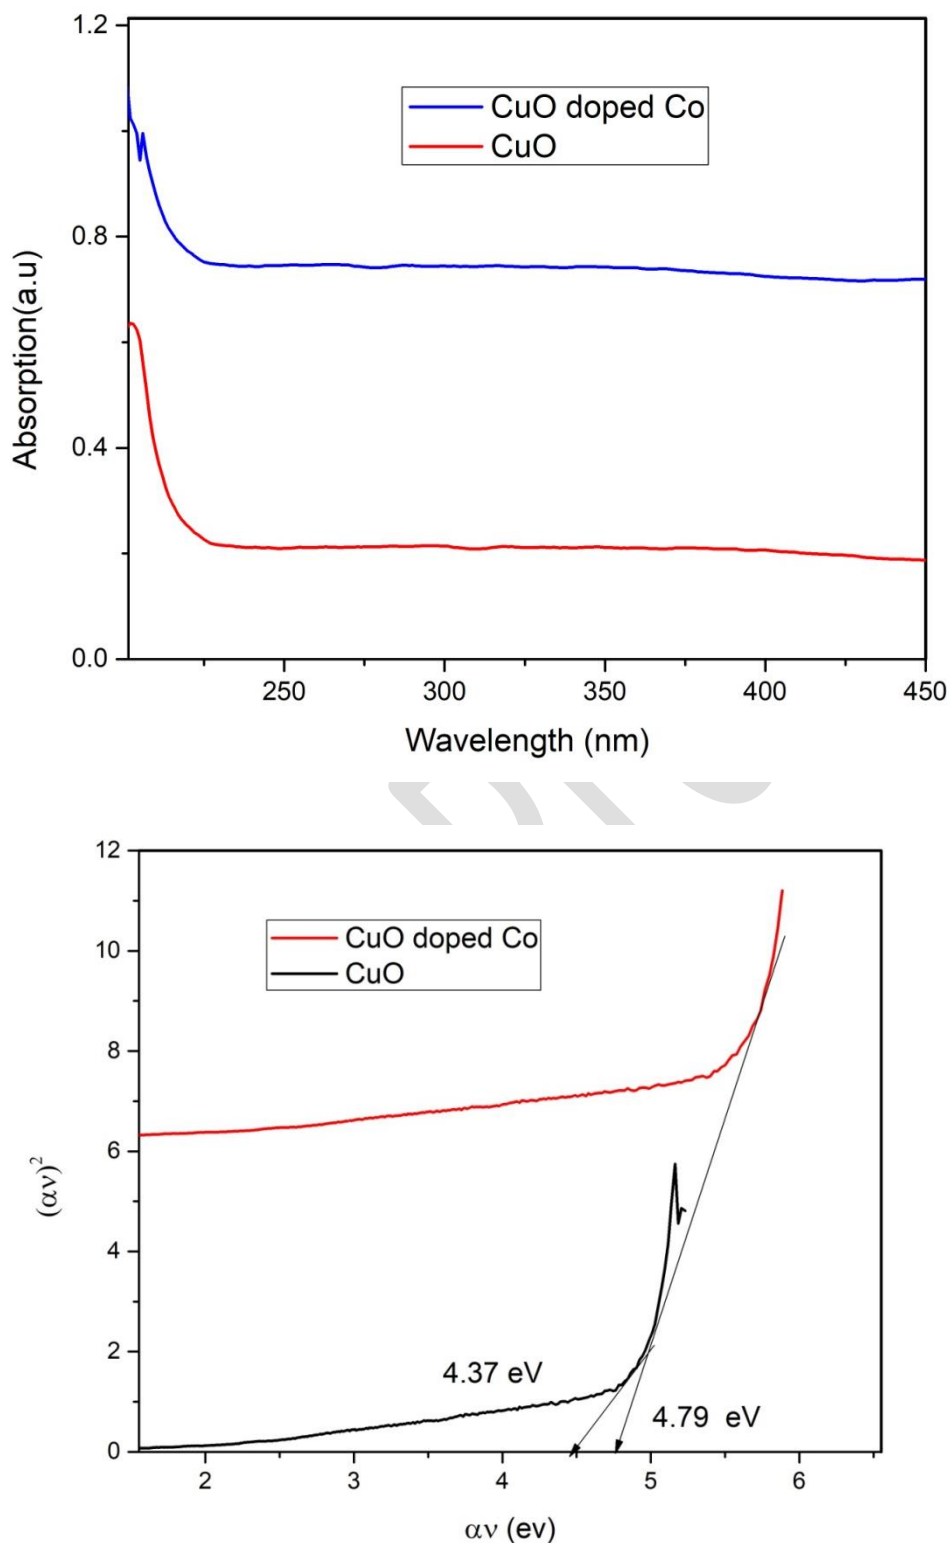 1.2
CuO doped Co
CuO
0.8
Absorption(a.u)
0.4
0.0
250 300 350 400 450
Wavelength (nm)
12
CuO doped Co
CuO
10
8
6
(αν)²
4
2
4.37 eV
4.79 eV
0
2 3 4 5 6
αν (ev)